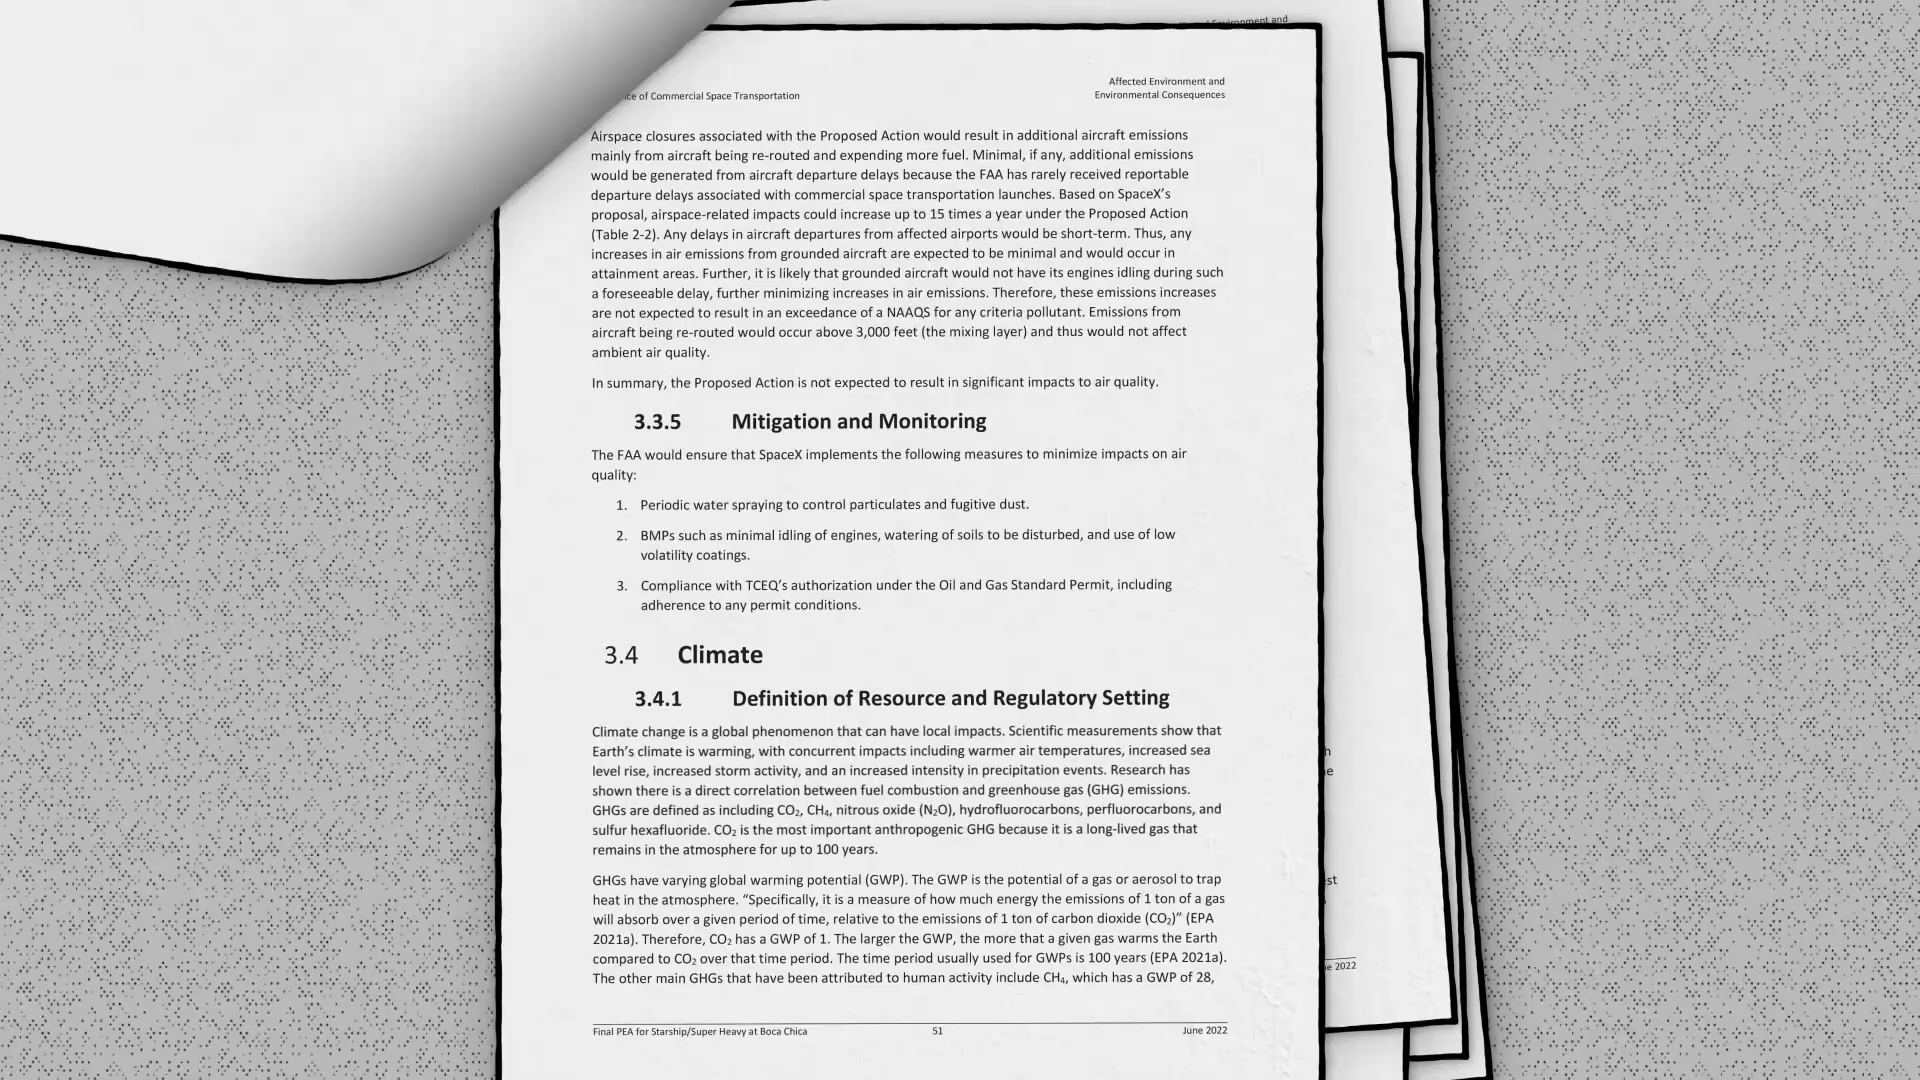 Environment and
Affected Environment and
of Commercial Space Transportation
Environmental Consequences
Airspace closures associated with the Proposed Action would result in additional aircraft emissions
mainly from aircraft being re-routed and expending more fuel. Minimal, if any, additional emissions
would be generated from aircraft departure delays because the FAA has rarely received reportable
departure delays associated with commercial space transportation launches. Based on SpaceX's
proposal, airspace-related impacts could increase up to 15 times a year under the Proposed Action
(Table 2-2). Any delays in aircraft departures from affected airports would be short-term. Thus, any
increases in air emissions from grounded aircraft are expected to be minimal and would occur in
attainment areas. Further, it is likely that grounded aircraft would not have its engines idling during such
a foreseeable delay, further minimizing increases in air emissions. Therefore, these emissions increases
are not expected to result in an exceedance of a NAAQS for any criteria pollutant. Emissions from
aircraft being re-routed would occur above 3,000 feet (the mixing layer) and thus would not affect
ambient air quality.
In summary, the Proposed Action is not expected to result in significant impacts to air quality.
3.3.5 Mitigation and Monitoring
The FAA would ensure that SpaceX implements the following measures to minimize impacts on air
quality:
1. Periodic water spraying to control particulates and fugitive dust.
2. BMPs such as minimal idling of engines, watering of soils to be disturbed, and use of low
volatility coatings.
3. Compliance with TCEQ's authorization under the Oil and Gas Standard Permit, including
adherence to any permit conditions.
3.4 Climate
3.4.1 Definition of Resource and Regulatory Setting
Climate change is a global phenomenon that can have local impacts. Scientific measurements show that
Earth's climate is warming, with concurrent impacts including warmer air temperatures, increased sea
level rise, increased storm activity, and an increased intensity in precipitation events. Research has
shown there is a direct correlation between fuel combustion and greenhouse gas (GHG) emissions.
GHGs are defined as including CO₂, CH₄, nitrous oxide (N₂O), hydrofluorocarbons, perfluorocarbons, and
sulfur hexafluoride. CO₂ is the most important anthropogenic GHG because it is a long-lived gas that
remains in the atmosphere for up to 100 years.
GHGs have varying global warming potential (GWP). The GWP is the potential of a gas or aerosol to trap
heat in the atmosphere. “Specifically, it is a measure of how much energy the emissions of 1 ton of a gas
will absorb over a given period of time, relative to the emissions of 1 ton of carbon dioxide (CO₂)” (EPA
2021a). Therefore, CO₂ has a GWP of 1. The larger the GWP, the more that a given gas warms the Earth
compared to CO₂ over that time period. The time period usually used for GWPs is 100 years (EPA 2021a).
The other main GHGs that have been attributed to human activity include CH₄, which has a GWP of 28,
2022
Final PEA for Starship/Super Heavy at Boca Chica 51 June 2022